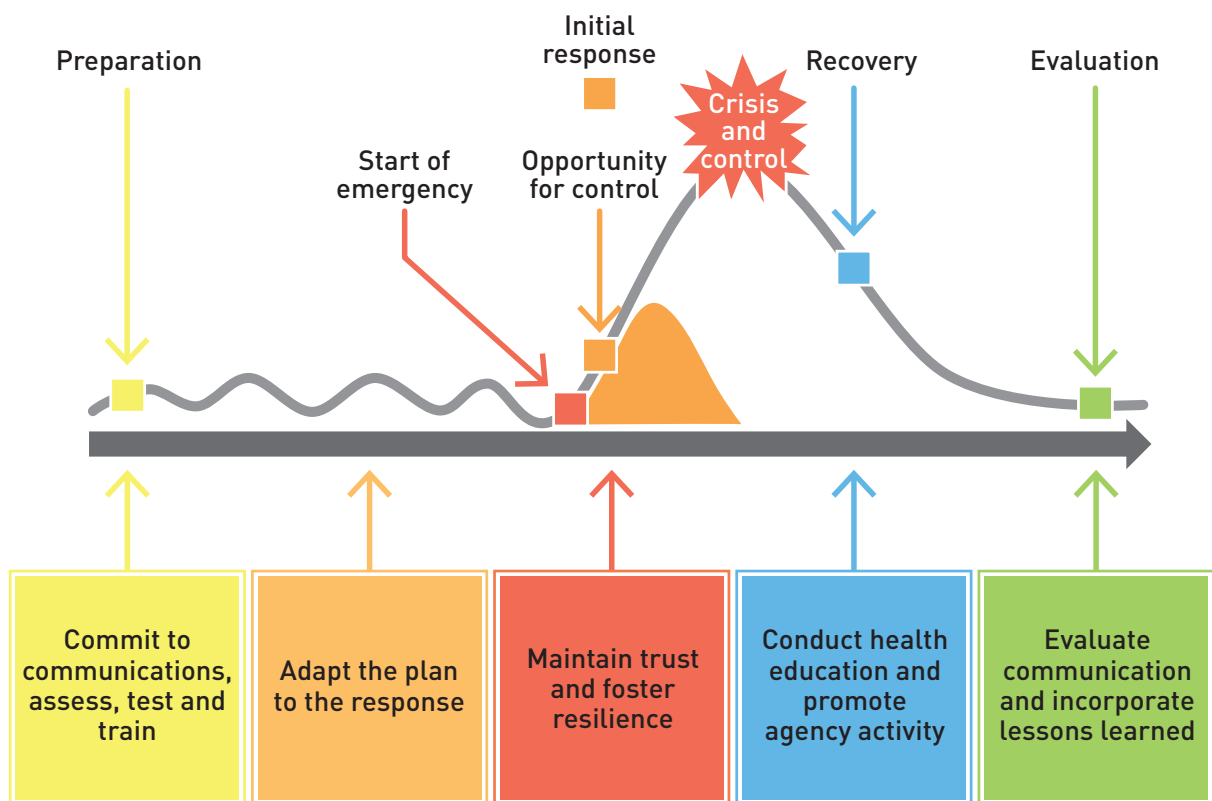 Preparation
Initial
response
Recovery
Evaluation
Crisis
and
control
Start of
emergency
Opportunity
for control
Commit to
communications,
assess, test and
train
Adapt the plan
to the response
Maintain trust
and foster
resilience
Conduct health
education and
promote
agency activity
Evaluate
communication
and incorporate
lessons learned